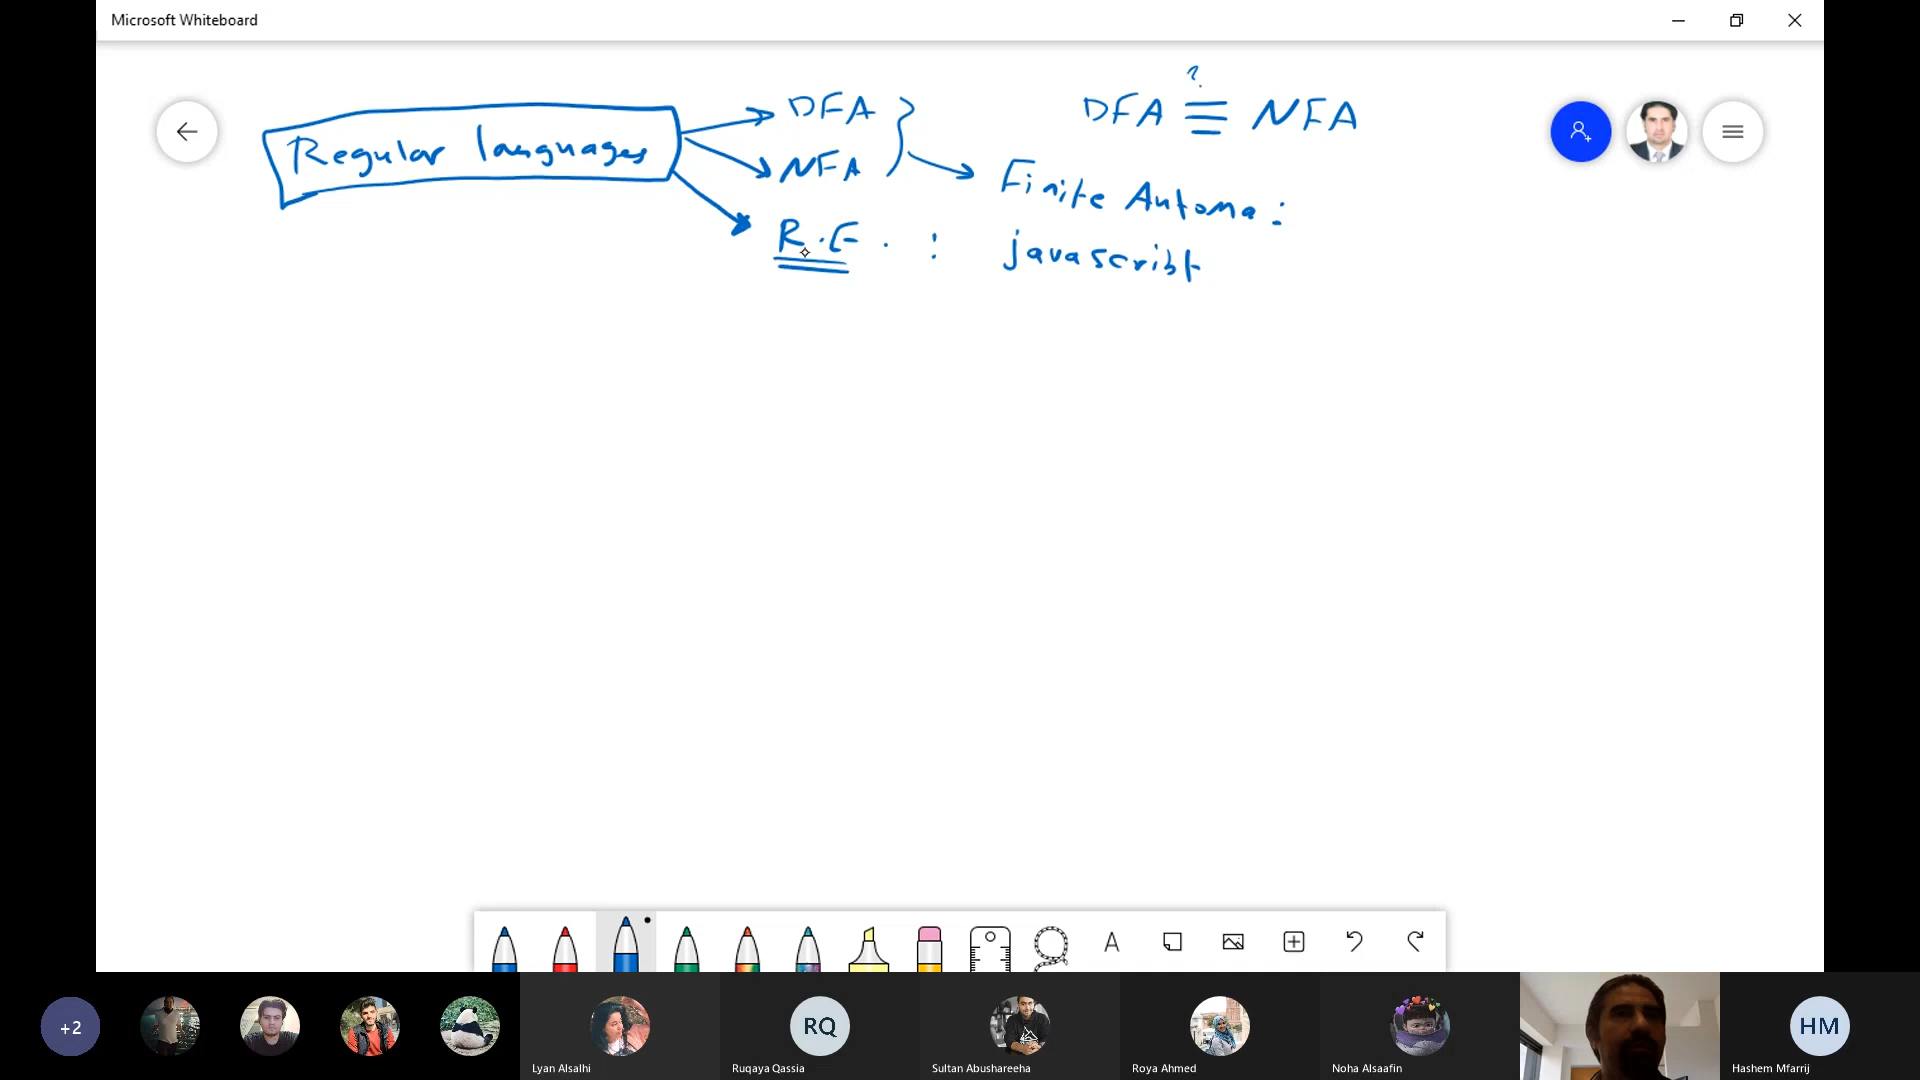 Microsoft Whiteboard
Regular languages
DFA
NFA
R.E. :
?
DFA ≡ NFA
Finite Automa :
javascribt
A
+2
RQ
HM
Lyan Alsalhi
Ruqaya Qassia
Sultan Abushareeha
Roya Ahmed
Noha Alsaafin
Hashem Mfarrij